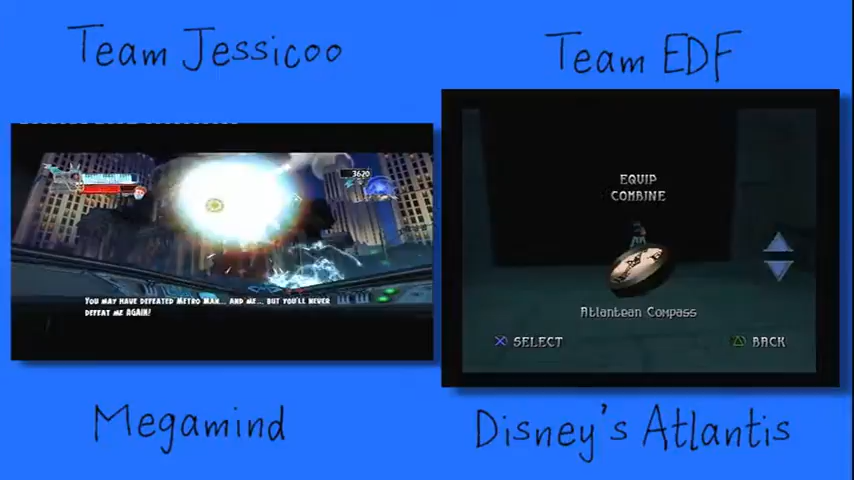 Team Jessicoo
Team EDF
3620
YOU MAY HAVE DEFEATED METRO MAN... AND ME... BUT YOU'LL NEVER
DEFEAT ME AGAIN!
EQUIP
COMBINE
Atlantean Compass
SELECT
BACK
Megamind
Disney's Atlantis